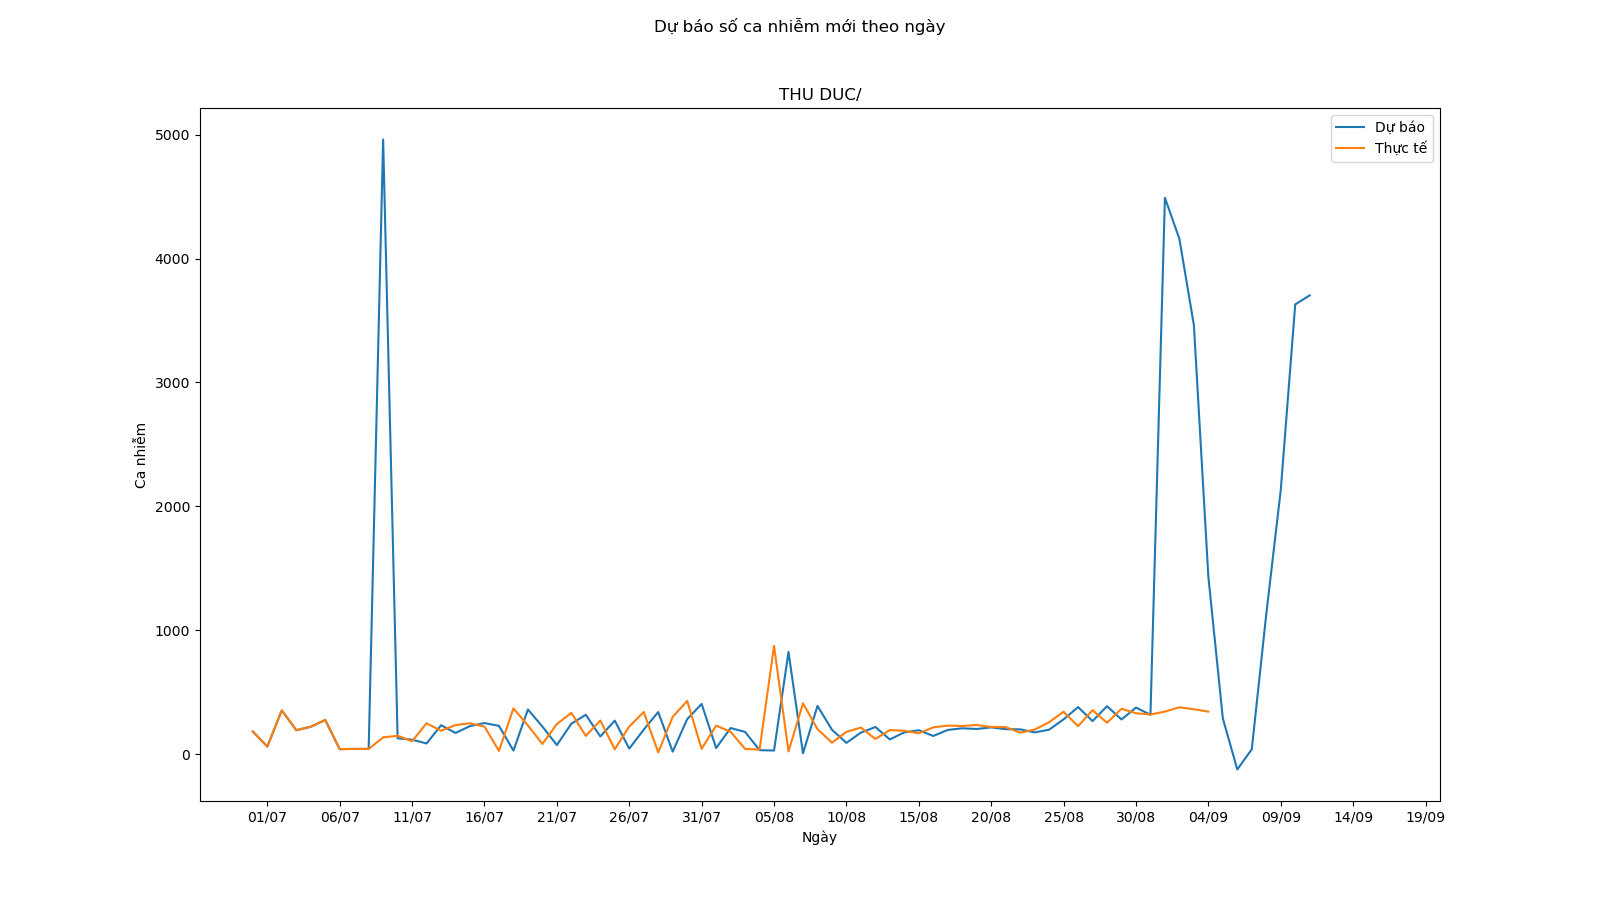 Dự báo số ca nhiễm mới theo ngày
THU DUC/
Dự báo
Thực tế
5000
4000
3000
2000
1000
0
Ca nhiễm
01/07 06/07 11/07 16/07 21/07 26/07 31/07 05/08 10/08 15/08 20/08 25/08 30/08 04/09 09/09 14/09 19/09
Ngày